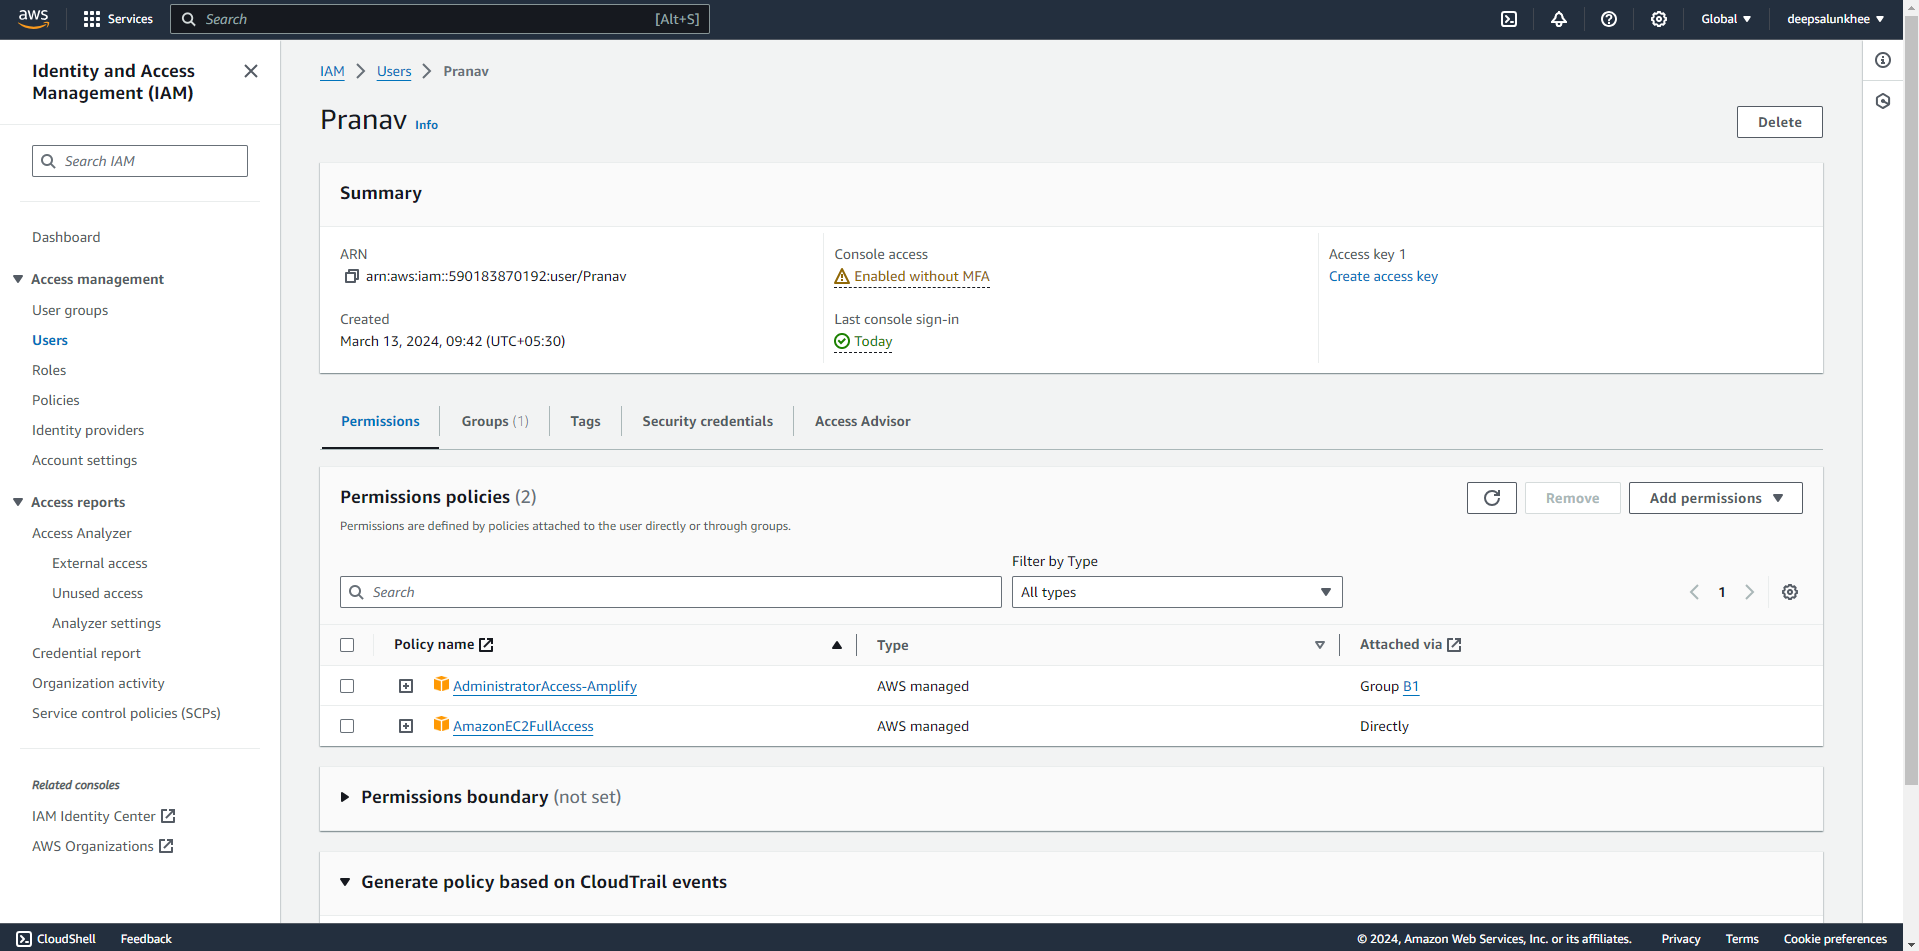 aws
Services
Search [Alt+S]
Global
deepsalunkhee
Identity and Access
Management (IAM)
Search IAM
Dashboard
Access management
User groups
Users
Roles
Policies
Identity providers
Account settings
Access reports
Access Analyzer
External access
Unused access
Analyzer settings
Credential report
Organization activity
Service control policies (SCPs)
Related consoles
IAM Identity Center
AWS Organizations
IAM > Users > Pranav
Pranav Info
Delete
Summary
ARN
arn:aws:iam::590183870192:user/Pranav
Created
March 13, 2024, 09:42 (UTC+05:30)
Console access
Enabled without MFA
Last console sign-in
Today
Access key 1
Create access key
Permissions
Groups (1)
Tags
Security credentials
Access Advisor
Permissions policies (2)
Permissions are defined by policies attached to the user directly or through groups.
Remove
Add permissions
Filter by Type
Search
All types
1
Policy name Type Attached via
AdministratorAccess-Amplify AWS managed Group B1
AmazonEC2FullAccess AWS managed Directly
Permissions boundary (not set)
Generate policy based on CloudTrail events
CloudShell
Feedback
© 2024, Amazon Web Services, Inc. or its affiliates.
Privacy
Terms
Cookie preferences